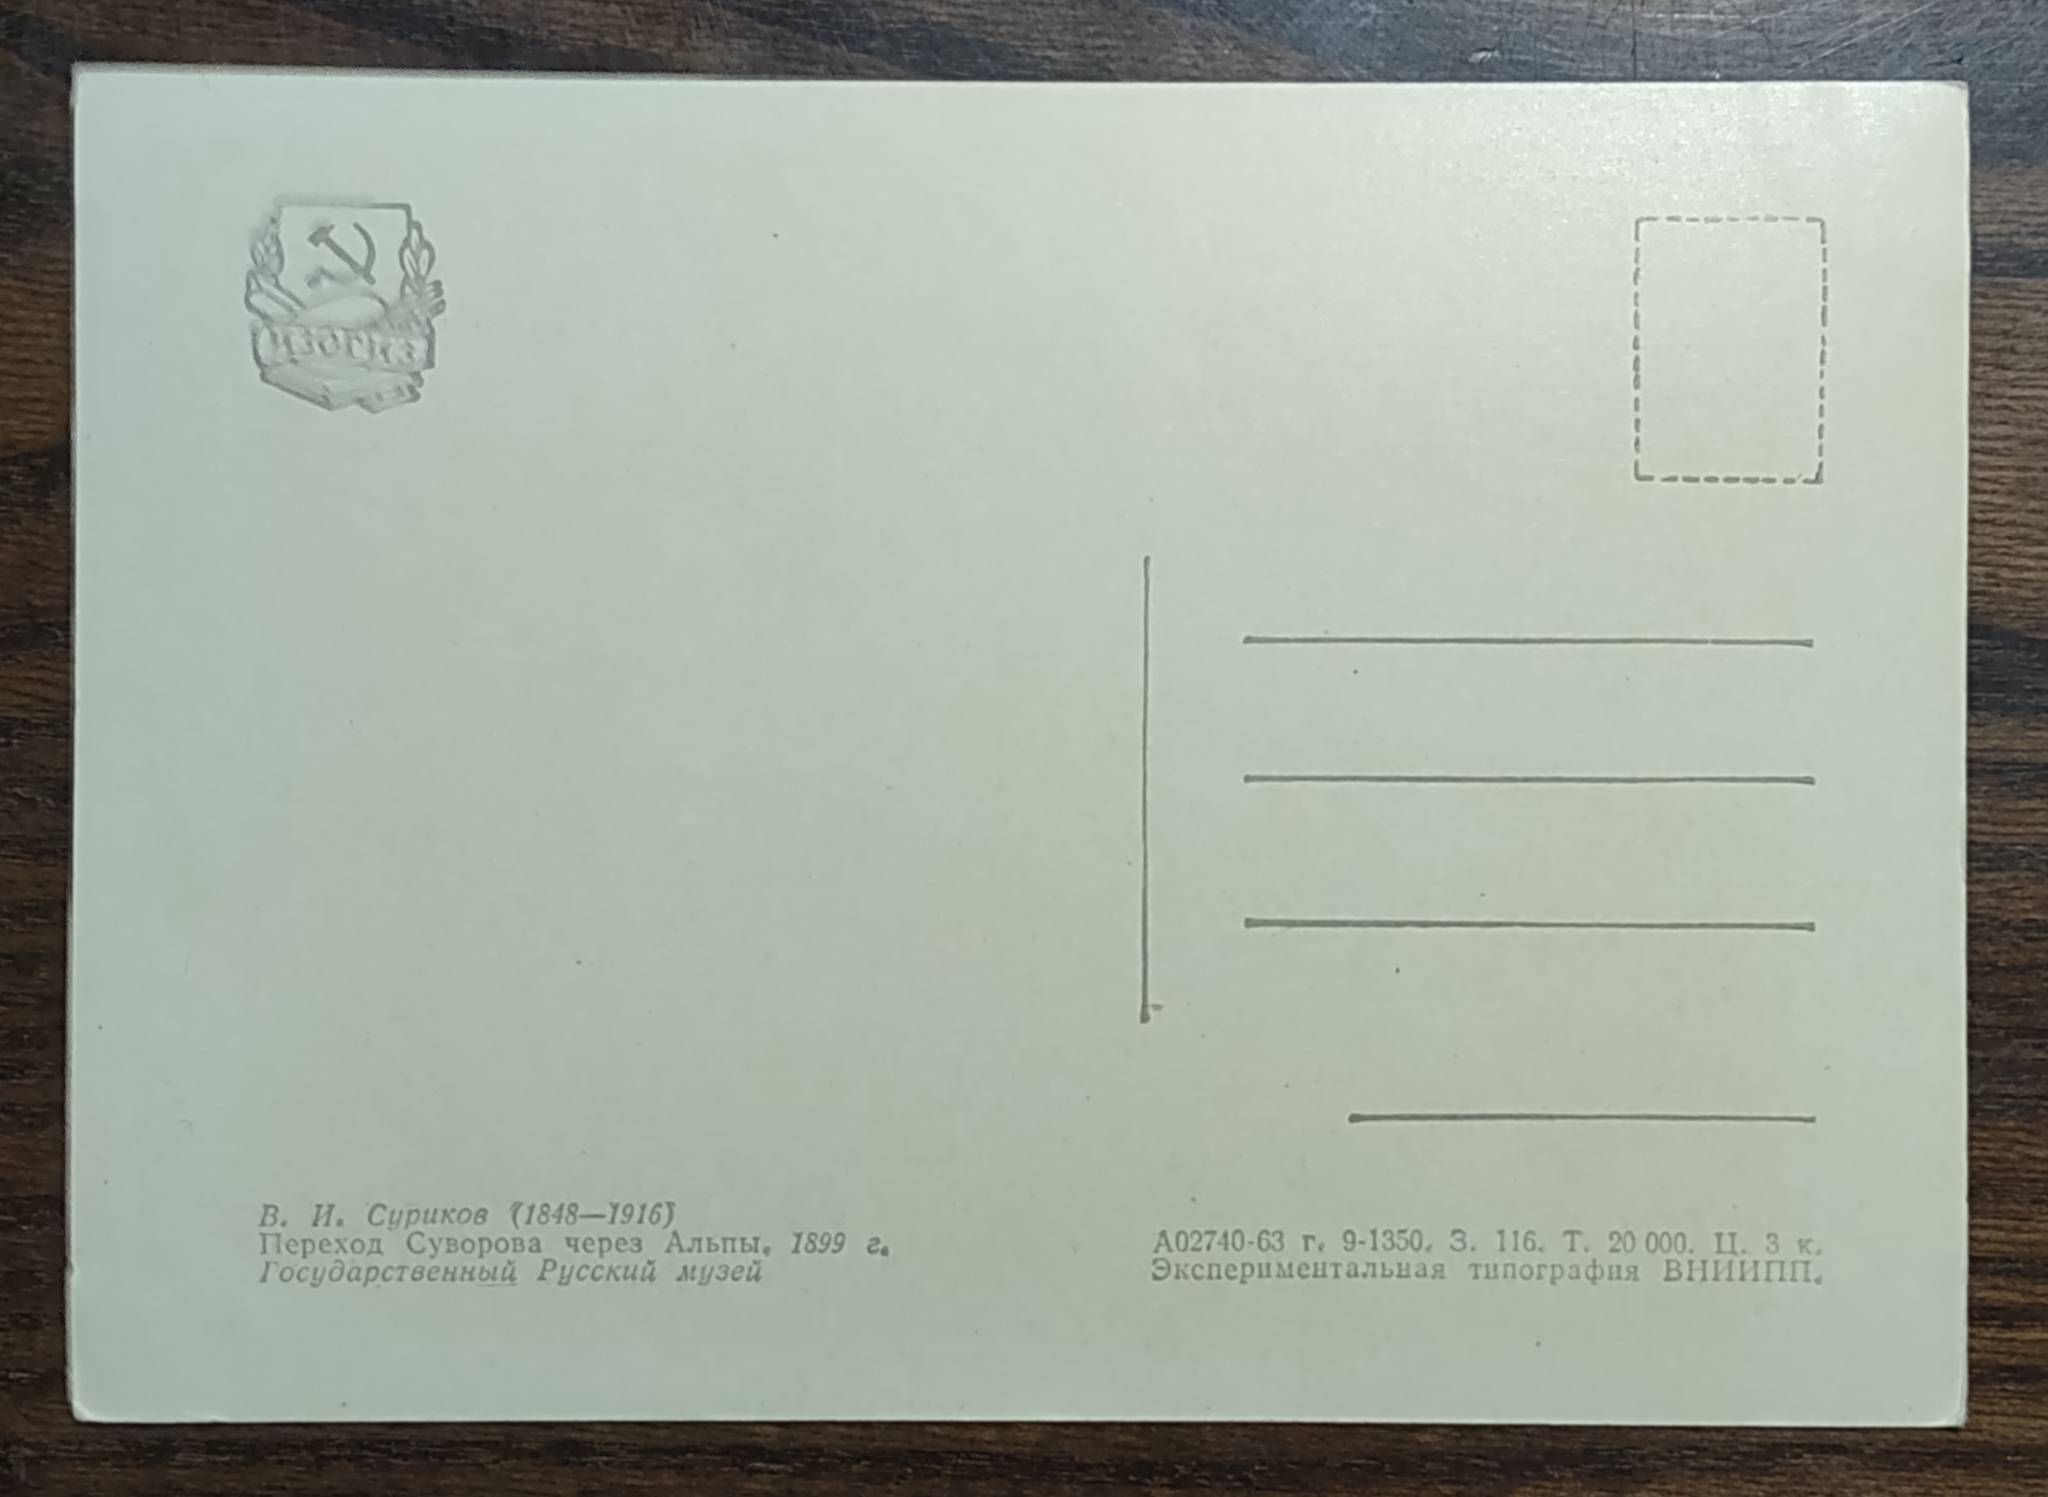 ИЗОГИЗ
В. И. Суриков (1848—1916)
Переход Суворова через Альпы. 1899 г.
Государственный Русский музей
А02740-63 г. 9-1350. З. 116. Т. 20 000. Ц. 3 к.
Экспериментальная типография ВНИИПП.